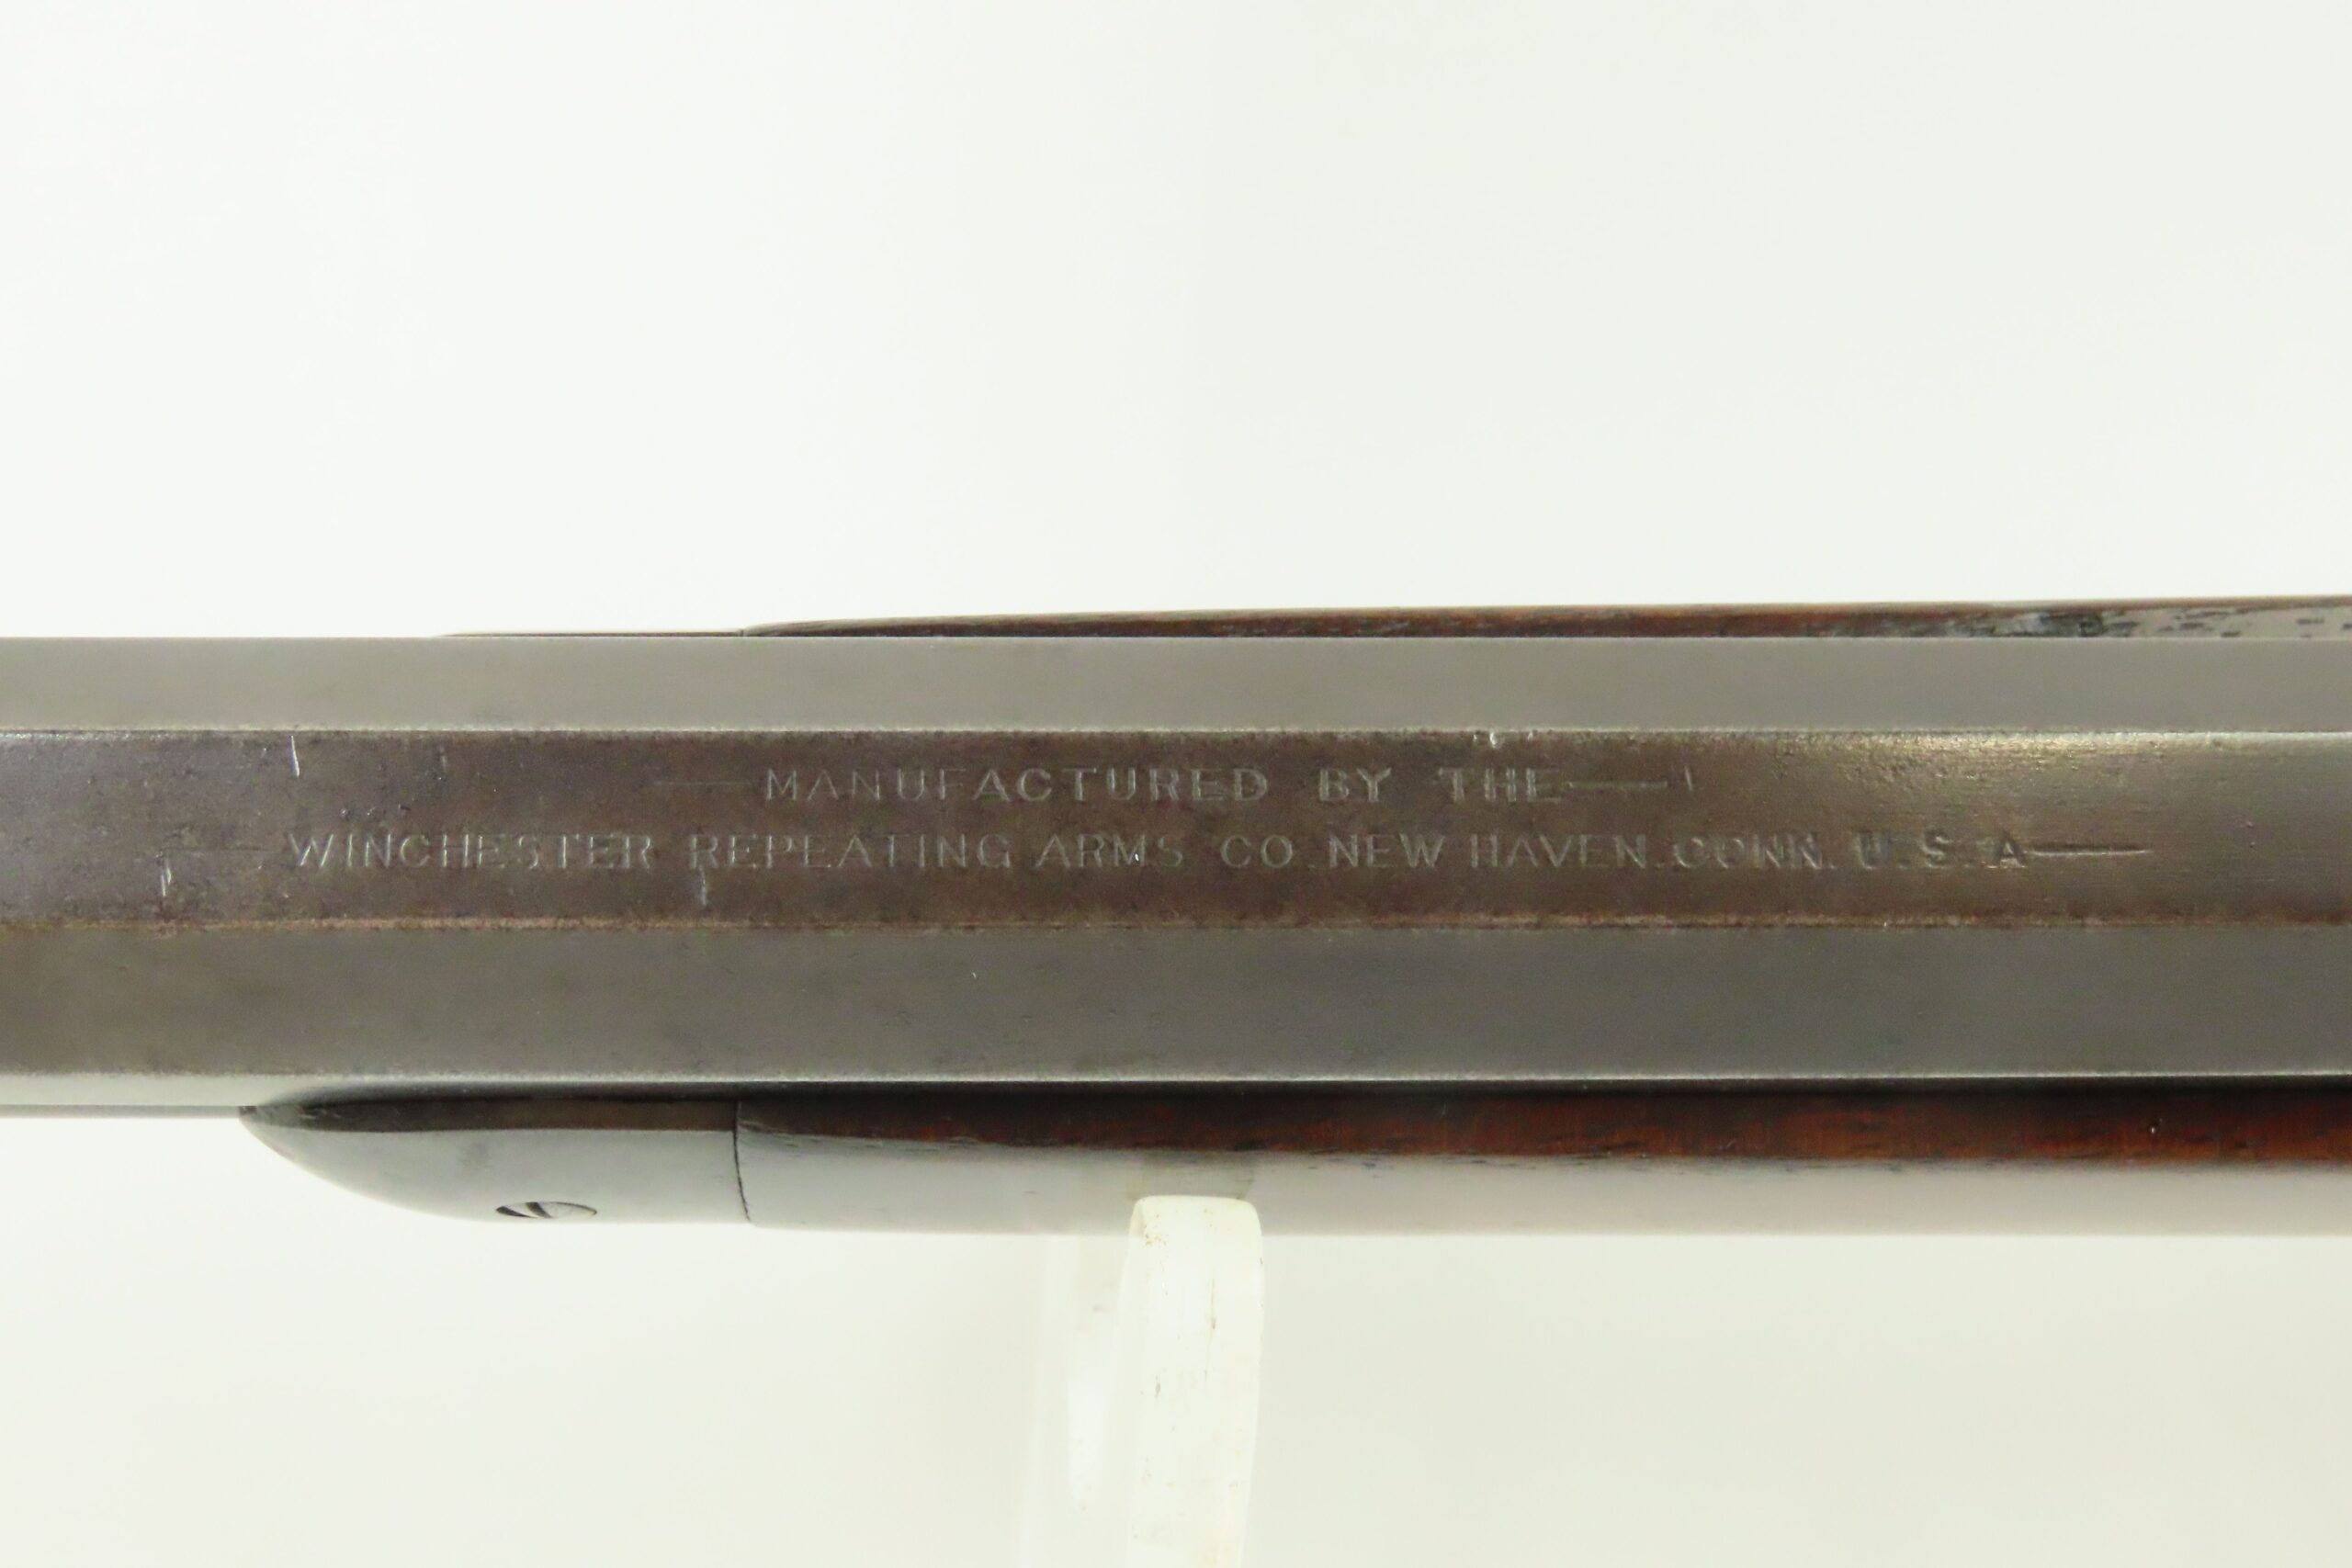 —MANUFACTURED BY THE—
—WINCHESTER REPEATING ARMS CO. NEW HAVEN. CONN. U. S. A—